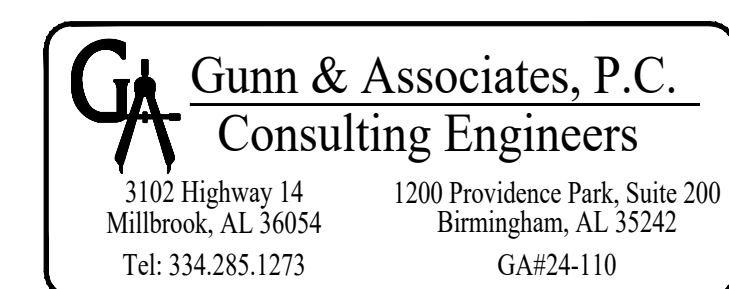 GA
Gunn & Associates, P.C.
Consulting Engineers
3102 Highway 14
Millbrook, AL 36054
Tel: 334.285.1273
1200 Providence Park, Suite 200
Birmingham, AL 35242
GA#24-110